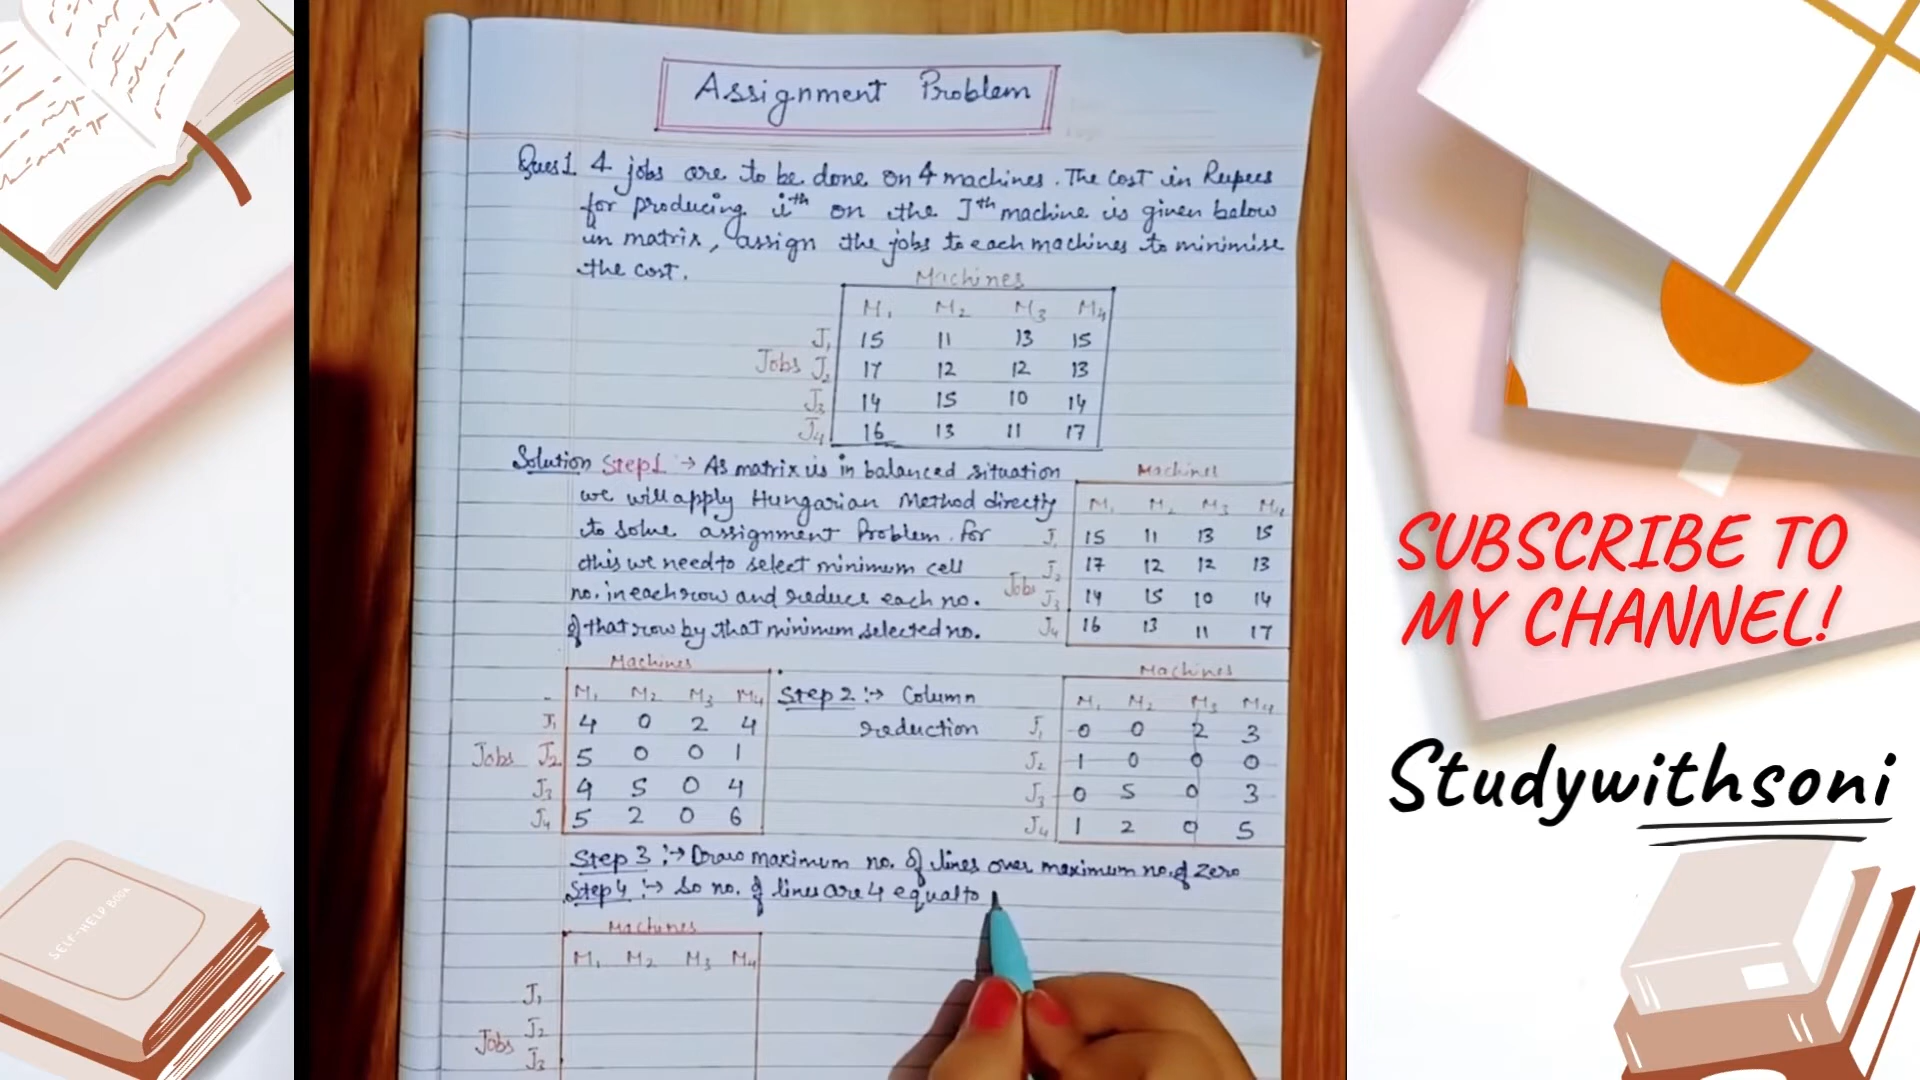 Assignment Problem
Ques1 4 jobs are to be done on 4 machines. The cost in Rupees
for producing ith on the Jth machine is given below
in matrix, assign the jobs to each machines to minimise
the cost.
Machines
M1 M2 M3 M4
J1 15 11 13 15
Jobs J2 17 12 12 13
J3 14 15 10 14
J4 16 13 11 17
Solution Step1 → As matrix is in balanced situation
we will apply Hungarian Method directly
to solve assignment Problem. For
this we need to select minimum cell
no. in each row and reduce each no.
of that row by that minimum selected no.
Machines
M1 M2 M3 M4
J1 15 11 13 15
J2 17 12 12 13
Jobs J3 14 15 10 14
J4 16 13 11 17
Machines
M1 M2 M3 M4
J1 4 0 2 4
Jobs J2 5 0 0 1
J3 4 5 0 4
J4 5 2 0 6
Step 2 :→ Column
reduction
Machines
M1 M2 M3 M4
J1 0 0 2 3
J2 1 0 0 0
J3 0 5 0 3
J4 1 2 0 5
Step 3 :→ Draw maximum no. of lines over maximum no. of zero
Step 4 :→ So no. of lines are 4 equal to
Machines
M1 M2 M3 M4
J1
J2
Jobs
J3
SUBSCRIBE TO
MY CHANNEL!
Studywithsoni
SELF-HELP BOOK